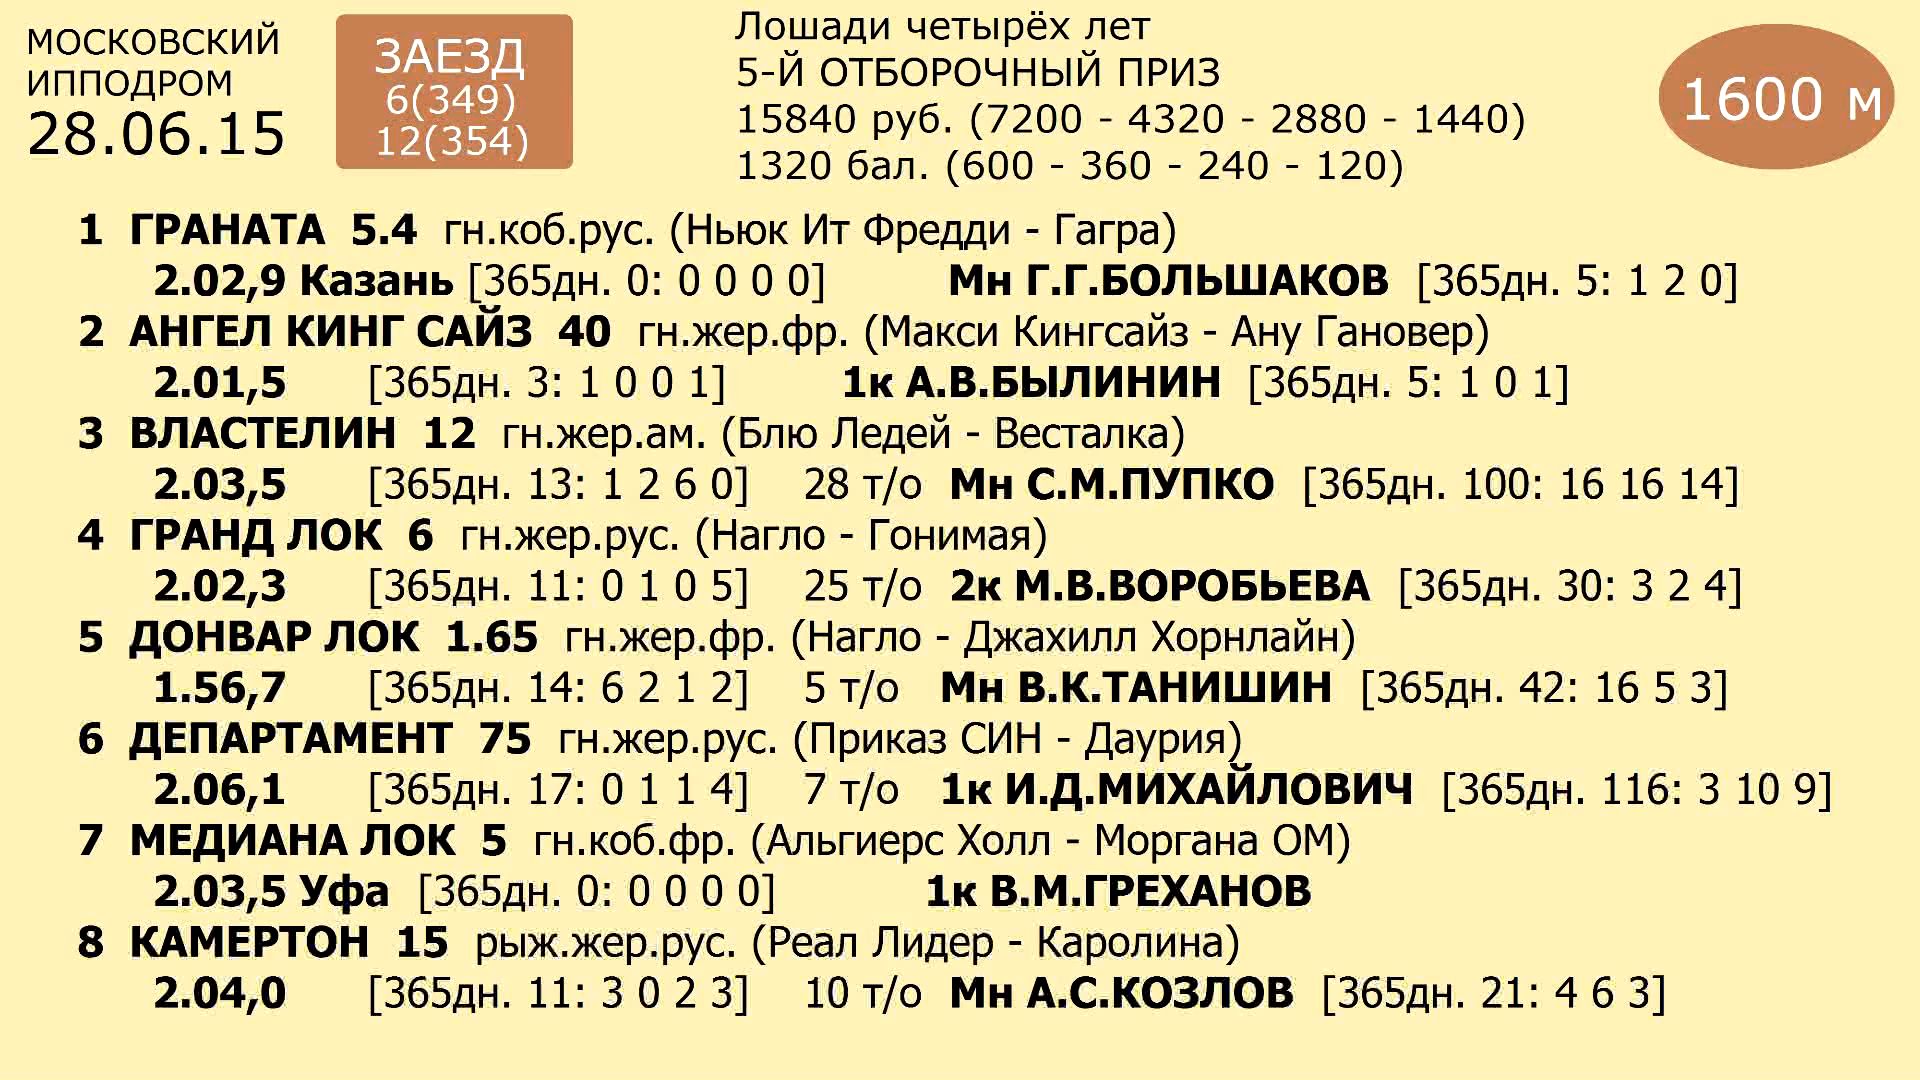 МОСКОВСКИЙ
ИППОДРОМ
28.06.15
ЗАЕЗД
6(349)
12(354)
Лошади четырёх лет
5-Й ОТБОРОЧНЫЙ ПРИЗ
15840 руб. (7200 - 4320 - 2880 - 1440)
1320 бал. (600 - 360 - 240 - 120)
1600 м
1 ГРАНАТА 5.4 гн.коб.рус. (Ньюк Ит Фредди - Гагра)
2.02,9 Казань [365дн. 0: 0 0 0 0] Мн Г.Г.БОЛЬШАКОВ [365дн. 5: 1 2 0]
2 АНГЕЛ КИНГ САЙЗ 40 гн.жер.фр. (Макси Кингсайз - Ану Гановер)
2.01,5 [365дн. 3: 1 0 0 1] 1к А.В.БЫЛИНИН [365дн. 5: 1 0 1]
3 ВЛАСТЕЛИН 12 гн.жер.ам. (Блю Ледей - Весталка)
2.03,5 [365дн. 13: 1 2 6 0] 28 т/о Мн С.М.ПУПКО [365дн. 100: 16 16 14]
4 ГРАНД ЛОК 6 гн.жер.рус. (Нагло - Гонимая)
2.02,3 [365дн. 11: 0 1 0 5] 25 т/о 2к М.В.ВОРОБЬЕВА [365дн. 30: 3 2 4]
5 ДОНВАР ЛОК 1.65 гн.жер.фр. (Нагло - Джахилл Хорнлайн)
1.56,7 [365дн. 14: 6 2 1 2] 5 т/о Мн В.К.ТАНИШИН [365дн. 42: 16 5 3]
6 ДЕПАРТАМЕНТ 75 гн.жер.рус. (Приказ СИН - Даурия)
2.06,1 [365дн. 17: 0 1 1 4] 7 т/о 1к И.Д.МИХАЙЛОВИЧ [365дн. 116: 3 10 9]
7 МЕДИАНА ЛОК 5 гн.коб.фр. (Альгиерс Холл - Моргана ОМ)
2.03,5 Уфа [365дн. 0: 0 0 0 0] 1к В.М.ГРЕХАНОВ
8 КАМЕРТОН 15 рыж.жер.рус. (Реал Лидер - Каролина)
2.04,0 [365дн. 11: 3 0 2 3] 10 т/о Мн А.С.КОЗЛОВ [365дн. 21: 4 6 3]